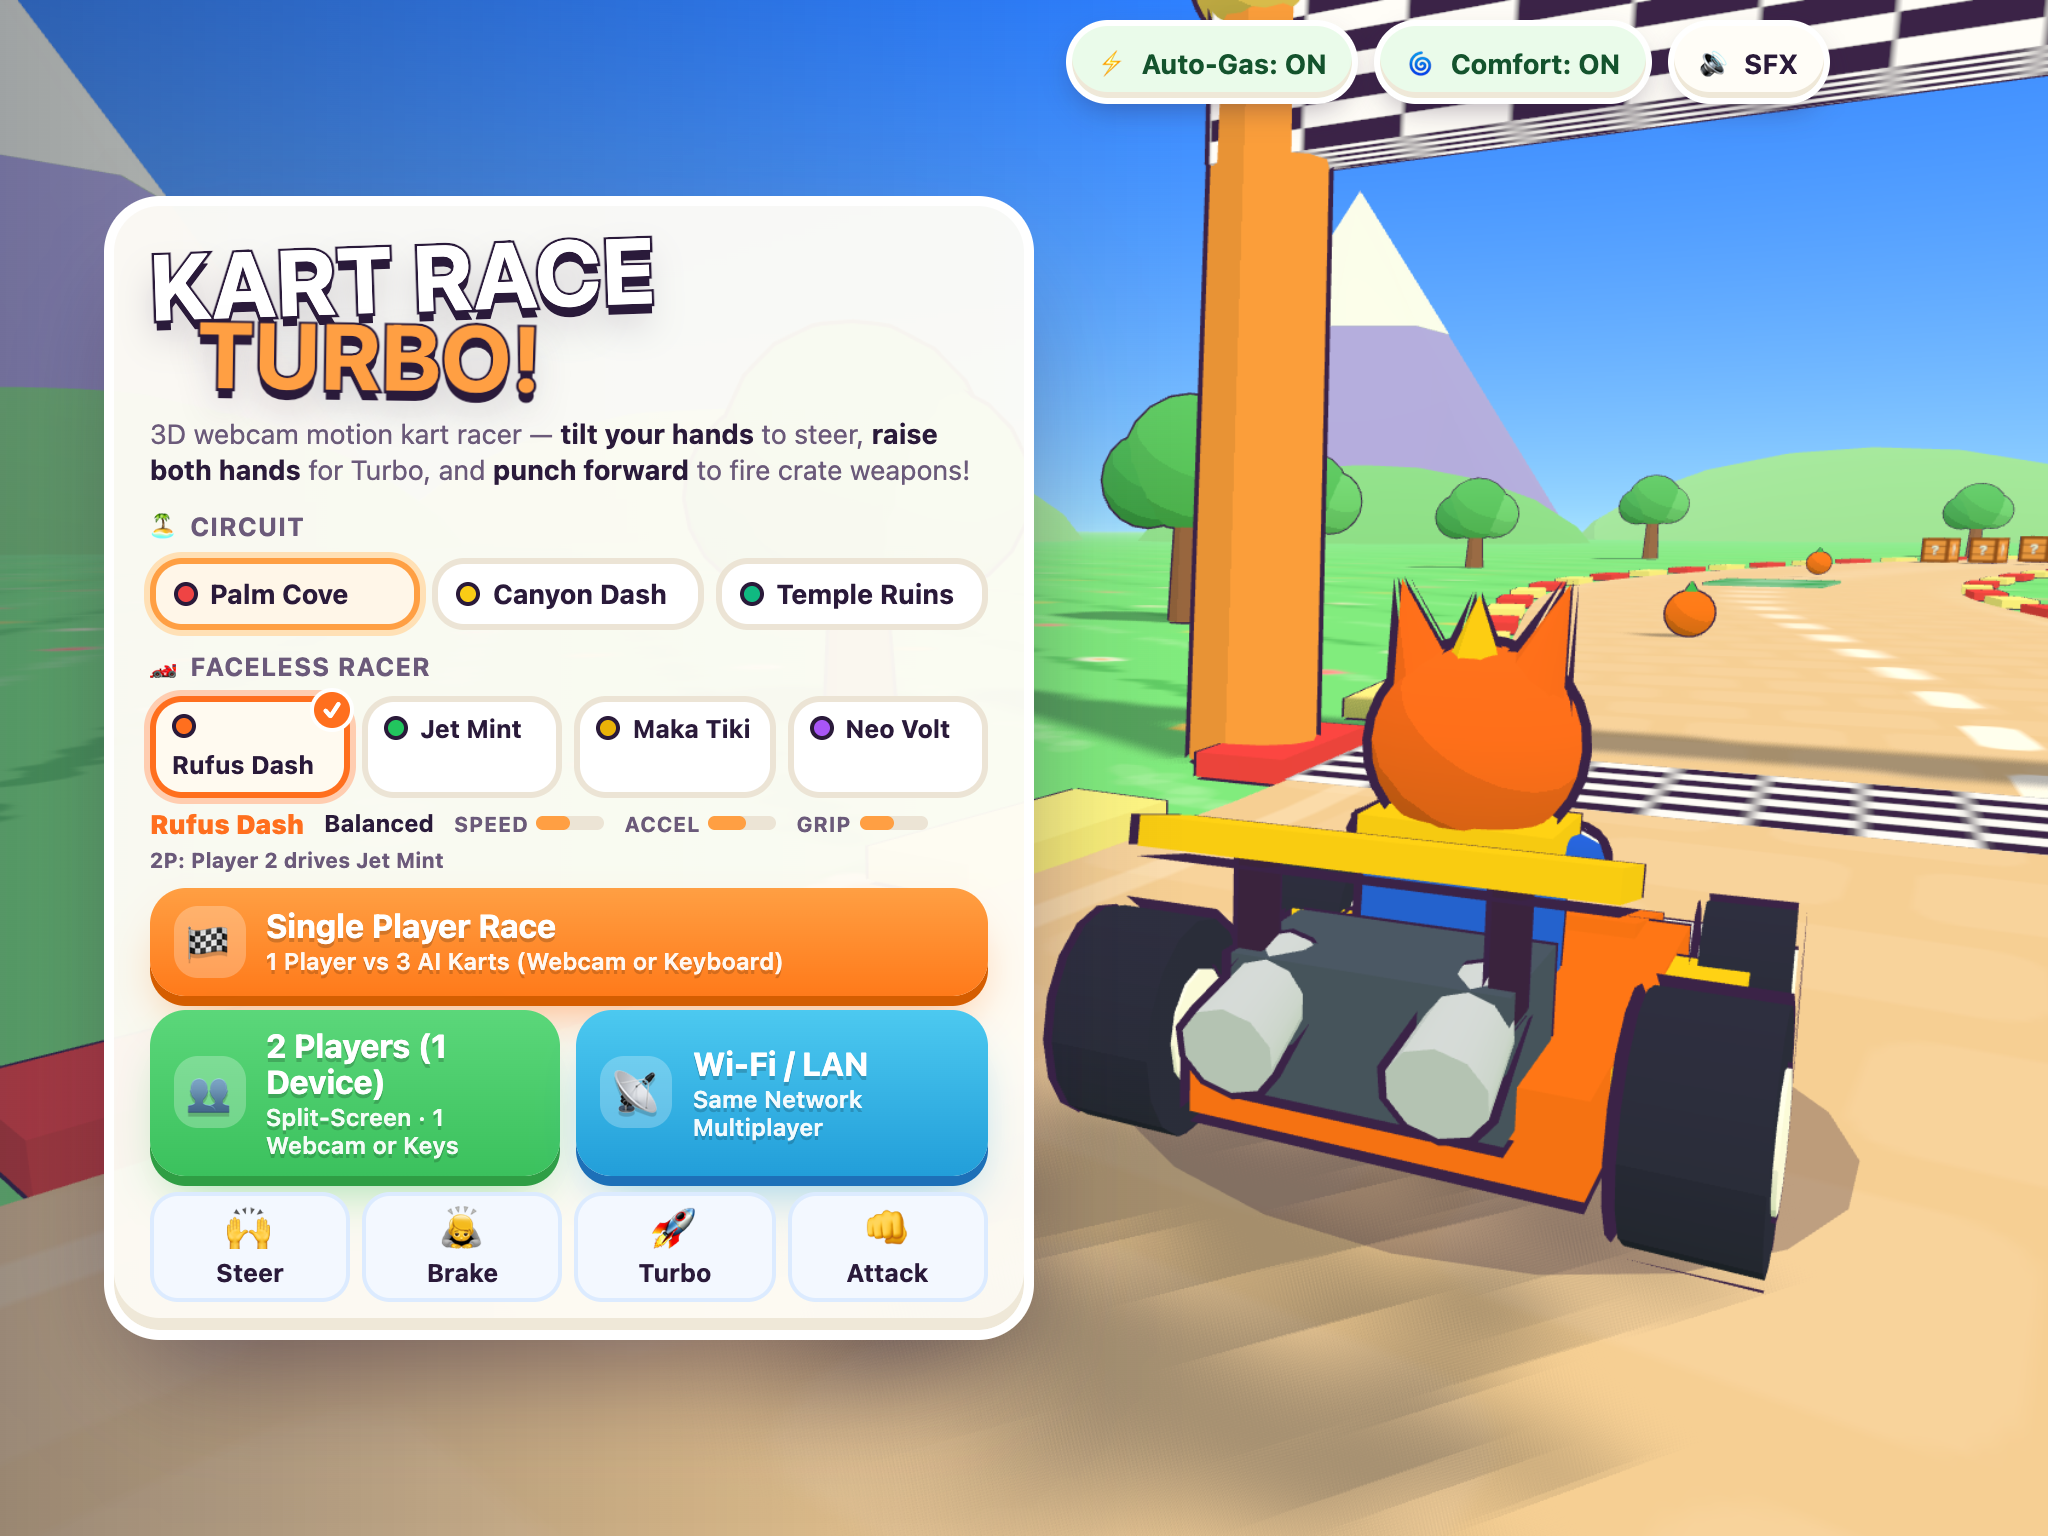 Auto-Gas: ON
Comfort: ON
SFX
KART RACE
TURBO!
3D webcam motion kart racer — tilt your hands to steer, raise
both hands for Turbo, and punch forward to fire crate weapons!
CIRCUIT
Palm Cove
Canyon Dash
Temple Ruins
FACELESS RACER
Rufus Dash
Jet Mint
Maka Tiki
Neo Volt
Rufus Dash Balanced SPEED ACCEL GRIP
2P: Player 2 drives Jet Mint
Single Player Race
1 Player vs 3 AI Karts (Webcam or Keyboard)
2 Players (1
Device)
Split-Screen · 1
Webcam or Keys
Wi-Fi / LAN
Same Network
Multiplayer
Steer
Brake
Turbo
Attack
? ? ?